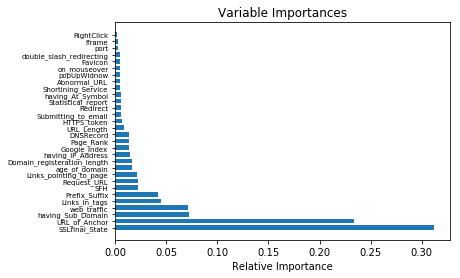 Variable Importances
RightClick
Iframe
port
double_slash_redirecting
Favicon
on_mouseover
popUpWidnow
Abnormal_URL
Shortining_Service
having_At_Symbol
Statistical_report
Redirect
Submitting_to_email
HTTPS_token
URL_Length
DNSRecord
Page_Rank
Google_Index
having_IP_Address
Domain_registeration_length
age_of_domain
Links_pointing_to_page
Request_URL
SFH
Prefix_Suffix
Links_in_tags
web_traffic
having_Sub_Domain
URL_of_Anchor
SSLfinal_State
0.00 0.05 0.10 0.15 0.20 0.25 0.30
Relative Importance